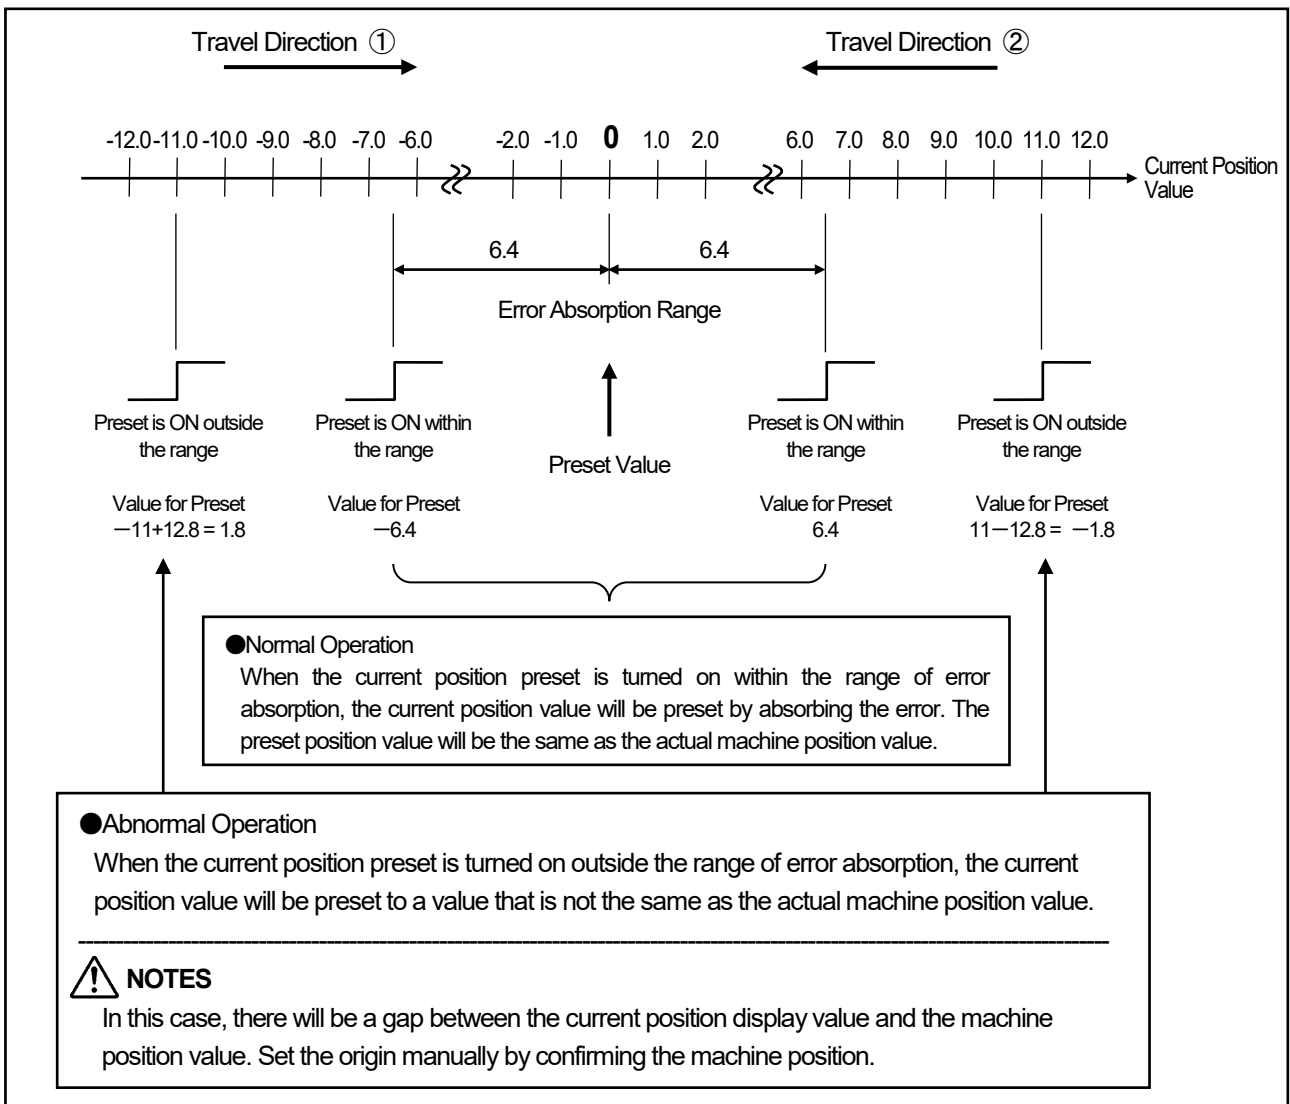 Travel Direction ①
Travel Direction ②
-12.0 -11.0 -10.0 -9.0 -8.0 -7.0 -6.0 -2.0 -1.0 0 1.0 2.0 6.0 7.0 8.0 9.0 10.0 11.0 12.0
Current Position
Value
6.4 6.4
Error Absorption Range
Preset is ON outside
the range
Value for Preset
－11+12.8 = 1.8
Preset is ON within
the range
Value for Preset
－6.4
Preset Value
Preset is ON within
the range
Value for Preset
6.4
Preset is ON outside
the range
Value for Preset
11－12.8 = －1.8
●Normal Operation
When the current position preset is turned on within the range of error
absorption, the current position value will be preset by absorbing the error. The
preset position value will be the same as the actual machine position value.
●Abnormal Operation
When the current position preset is turned on outside the range of error absorption, the current
position value will be preset to a value that is not the same as the actual machine position value.
NOTES
In this case, there will be a gap between the current position display value and the machine
position value. Set the origin manually by confirming the machine position.